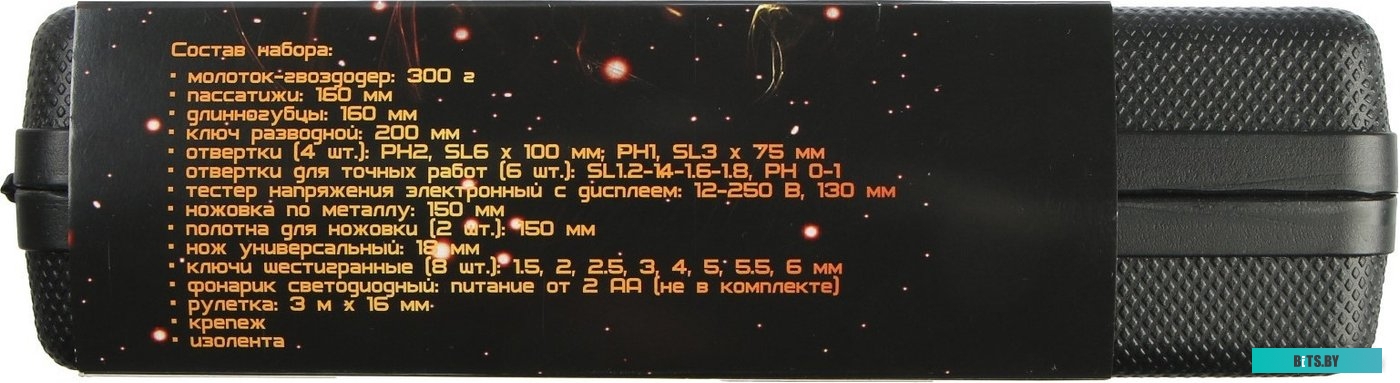 Состав набора:
· молоток-гвоздодер: 300 г
· пассатижи: 160 мм
· длинногубцы: 160 мм
· ключ разводной: 200 мм
· отвертки (4 шт.): PH2, SL6 x 100 мм; PH1, SL3 x 75 мм
· отвертки для точных работ (6 шт.): SL1.2-14-1.6-1.8, PH 0-1
· тестер напряжения электронный с дисплеем: 12-250 В, 130 мм
· ножовка по металлу: 150 мм
· полотна для ножовки (2 шт.): 150 мм
· нож универсальный: 18 мм
· ключи шестигранные (8 шт.): 1.5, 2, 2.5, 3, 4, 5, 5.5, 6 мм
· фонарик светодиодный: питание от 2 АА (не в комплекте)
· рулетка: 3 м x 16 мм
· крепеж
· изолента
BiTS.BY